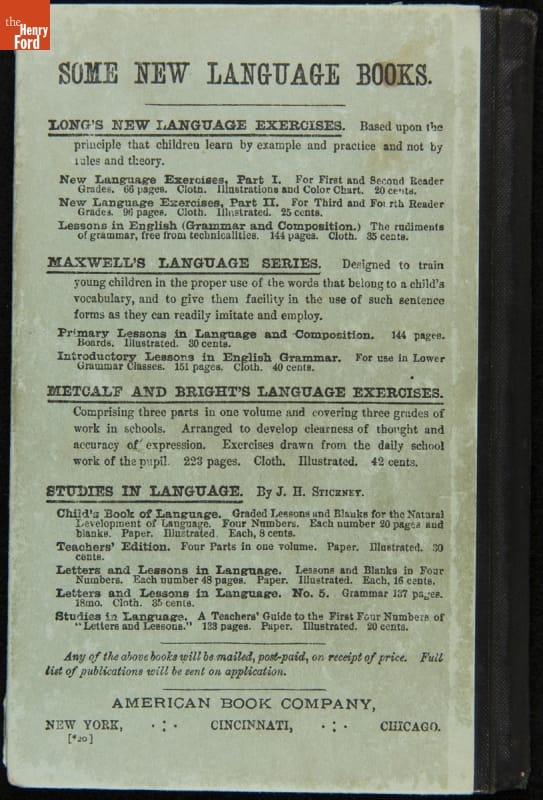 the
Henry
Ford
SOME NEW LANGUAGE BOOKS.
LONG'S NEW LANGUAGE EXERCISES. Based upon the
principle that children learn by example and practice and not by
rules and theory.
New Language Exercises, Part I. For First and Second Reader
Grades. 66 pages. Cloth. Illustrations and Color Chart. 20 cents.
New Language Exercises, Part II. For Third and Fourth Reader
Grades. 96 pages. Cloth. Illustrated. 25 cents.
Lessons in English (Grammar and Composition.) The rudiments
of grammar, free from technicalities. 144 pages. Cloth. 35 cents.
MAXWELL'S LANGUAGE SERIES. Designed to train
young children in the proper use of the words that belong to a child's
vocabulary, and to give them facility in the use of such sentence
forms as they can readily imitate and employ.
Primary Lessons in Language and Composition. 144 pages.
Boards. Illustrated. 30 cents.
Introductory Lessons in English Grammar. For use in Lower
Grammar Classes. 151 pages. Cloth. 40 cents.
METCALF AND BRIGHT'S LANGUAGE EXERCISES.
Comprising three parts in one volume and covering three grades of
work in schools. Arranged to develop clearness of thought and
accuracy of expression. Exercises drawn from the daily school
work of the pupil. 223 pages. Cloth. Illustrated. 42 cents.
STUDIES IN LANGUAGE. By J. H. STICKNEY.
Child's Book of Language. Graded Lessons and Blanks for the Natural
Development of Language. Four Numbers. Each number 20 pages and
blanks. Paper. Illustrated. Each, 8 cents.
Teachers' Edition. Four Parts in one volume. Paper. Illustrated. 30
cents.
Letters and Lessons in Language. Lessons and Blanks in Four
Numbers. Each number 48 pages. Paper. Illustrated. Each, 16 cents.
Letters and Lessons in Language. No. 5. Grammar 137 pages.
18mo. Cloth. 35 cents.
Studies in Language. A Teachers' Guide to the First Four Numbers of
"Letters and Lessons." 133 pages. Paper. Illustrated. 20 cents.
Any of the above books will be mailed, post-paid, on receipt of price. Full
list of publications will be sent on application.
AMERICAN BOOK COMPANY,
NEW YORK, · : · CINCINNATI, · : · CHICAGO.
[*20]